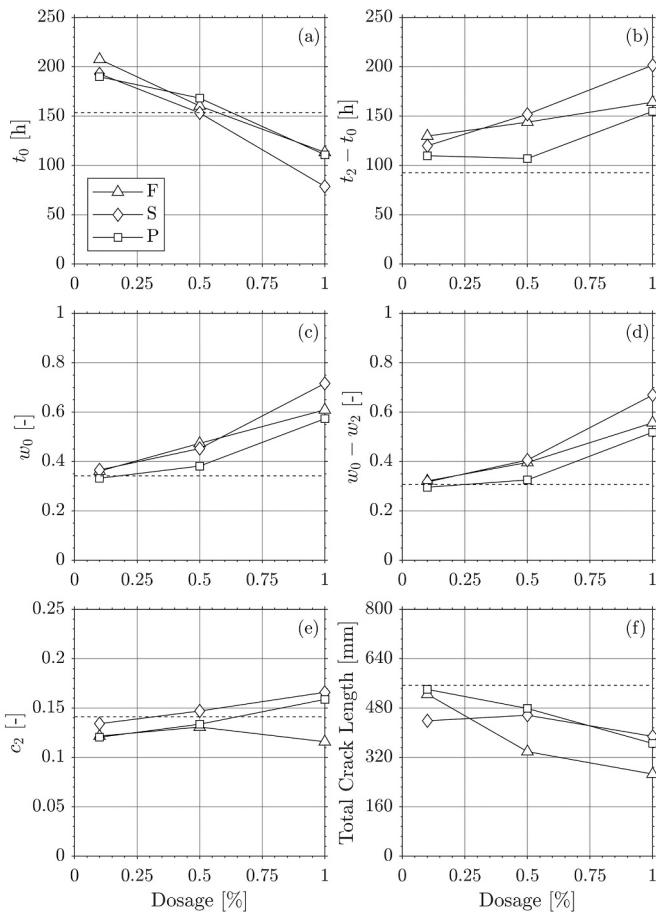 (a)
250
200
150
100
50
0
t₀ [h]
F
S
P
0 0.25 0.5 0.75 1
(b)
250
200
150
100
50
0
t₂ − t₀ [h]
0 0.25 0.5 0.75 1
(c)
1
0.8
0.6
0.4
0.2
0
w₀ [-]
0 0.25 0.5 0.75 1
(d)
1
0.8
0.6
0.4
0.2
0
w₀ − w₂ [-]
0 0.25 0.5 0.75 1
(e)
0.25
0.2
0.15
0.1
0.05
0
c₂ [-]
0 0.25 0.5 0.75 1
Dosage [%]
(f)
800
640
480
320
160
0
Total Crack Length [mm]
0 0.25 0.5 0.75 1
Dosage [%]